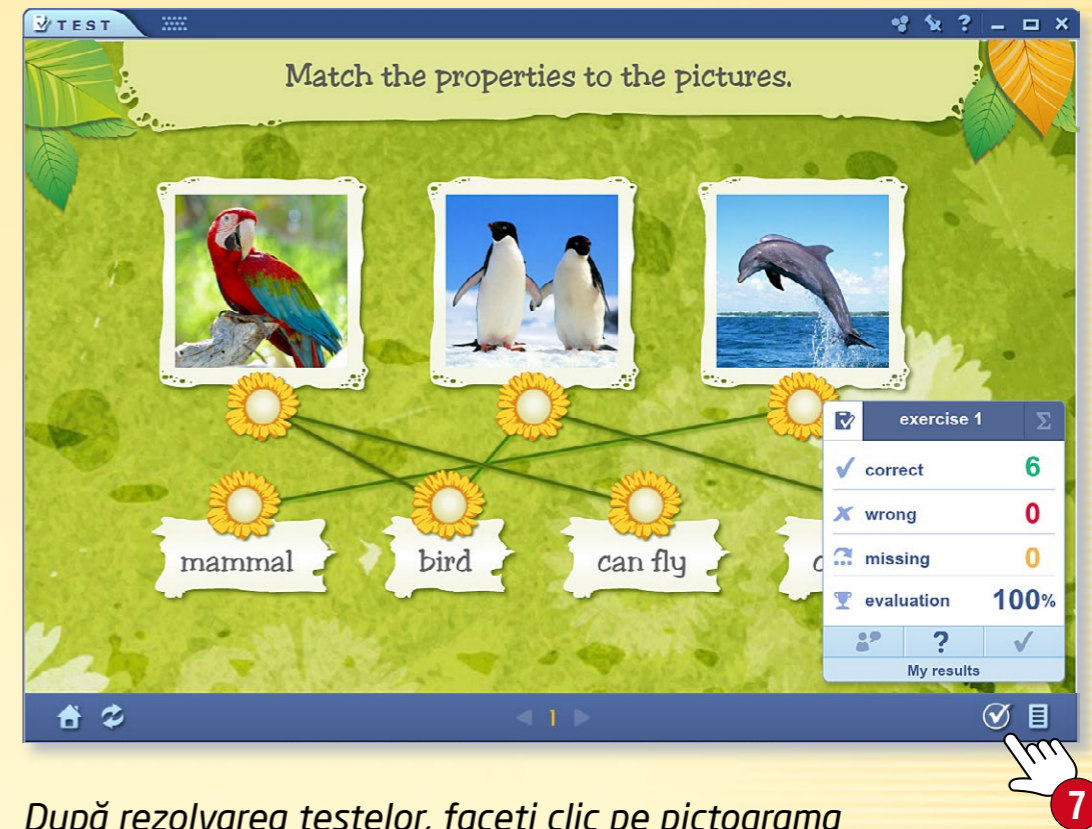 TEST
Match the properties to the pictures.
exercise 1 Σ
correct 6
wrong 0
missing 0
evaluation 100%
mammal bird can fly
? 
My results
1
7
După rezolvarea testelor, faceți clic pe pictograma